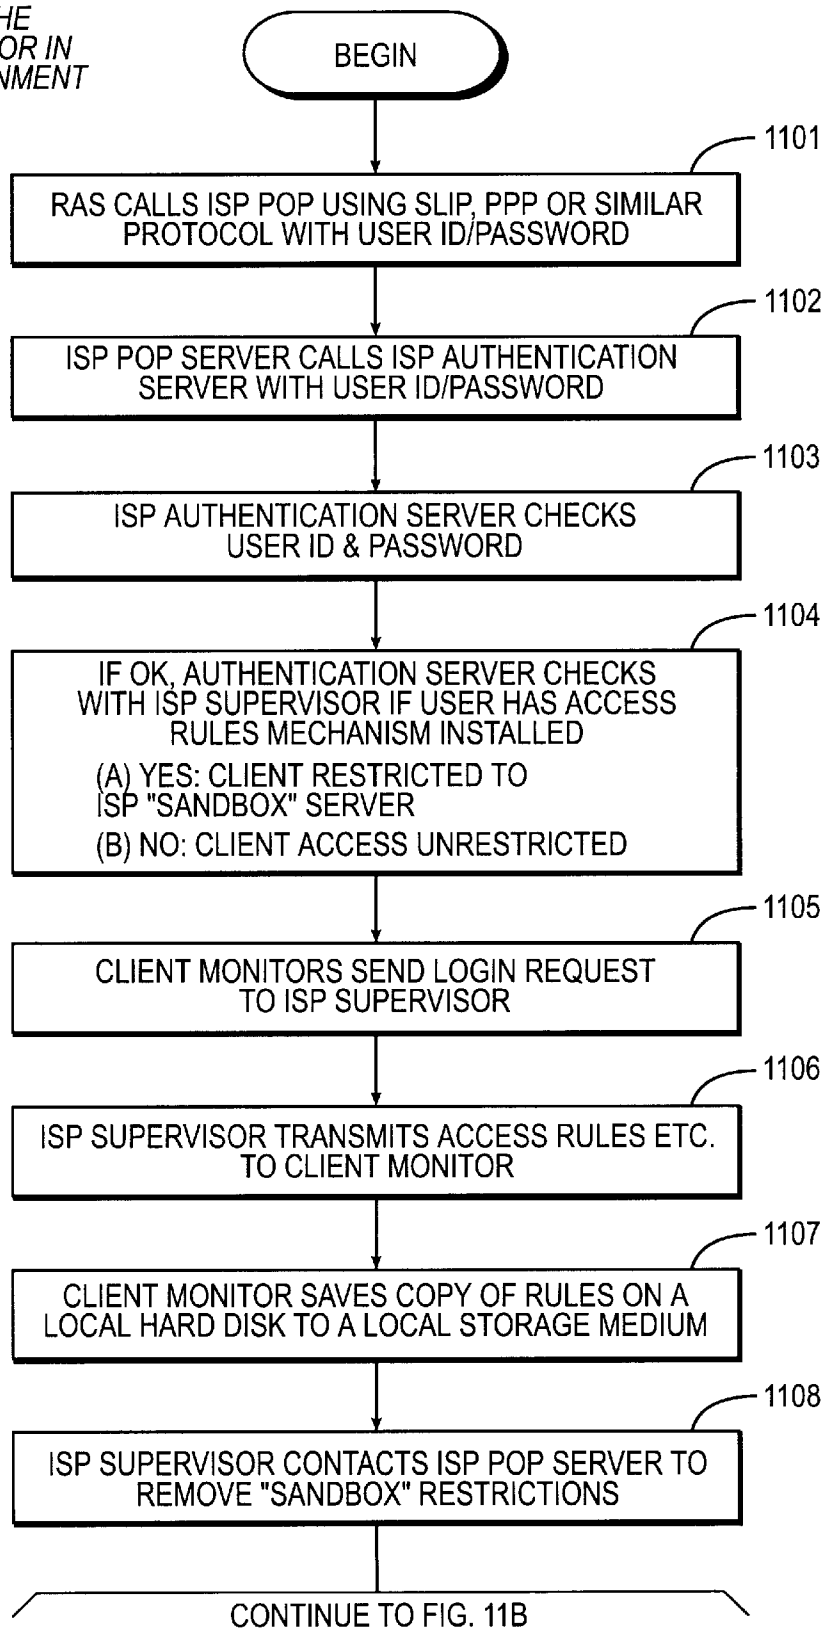 HE
OR IN
NMENT
BEGIN
1101
RAS CALLS ISP POP USING SLIP, PPP OR SIMILAR
PROTOCOL WITH USER ID/PASSWORD
1102
ISP POP SERVER CALLS ISP AUTHENTICATION
SERVER WITH USER ID/PASSWORD
1103
ISP AUTHENTICATION SERVER CHECKS
USER ID & PASSWORD
1104
IF OK, AUTHENTICATION SERVER CHECKS
WITH ISP SUPERVISOR IF USER HAS ACCESS
RULES MECHANISM INSTALLED
(A) YES: CLIENT RESTRICTED TO
ISP "SANDBOX" SERVER
(B) NO: CLIENT ACCESS UNRESTRICTED
1105
CLIENT MONITORS SEND LOGIN REQUEST
TO ISP SUPERVISOR
1106
ISP SUPERVISOR TRANSMITS ACCESS RULES ETC.
TO CLIENT MONITOR
1107
CLIENT MONITOR SAVES COPY OF RULES ON A
LOCAL HARD DISK TO A LOCAL STORAGE MEDIUM
1108
ISP SUPERVISOR CONTACTS ISP POP SERVER TO
REMOVE "SANDBOX" RESTRICTIONS
CONTINUE TO FIG. 11B